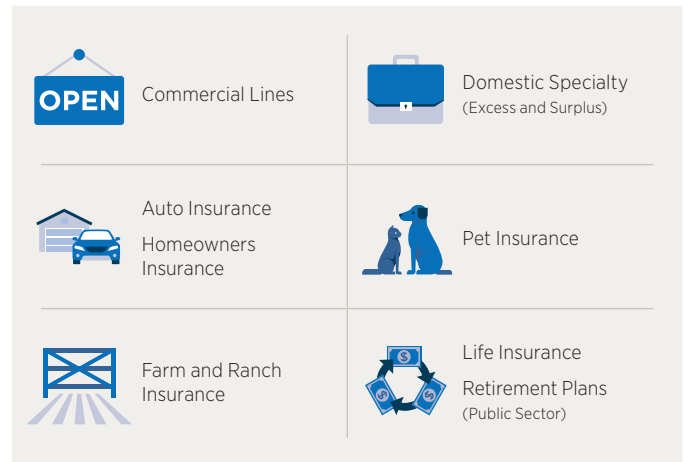 OPEN
Commercial Lines
Domestic Specialty
(Excess and Surplus)
Auto Insurance
Homeowners
Insurance
Pet Insurance
Farm and Ranch
Insurance
$
$
$
Life Insurance
Retirement Plans
(Public Sector)